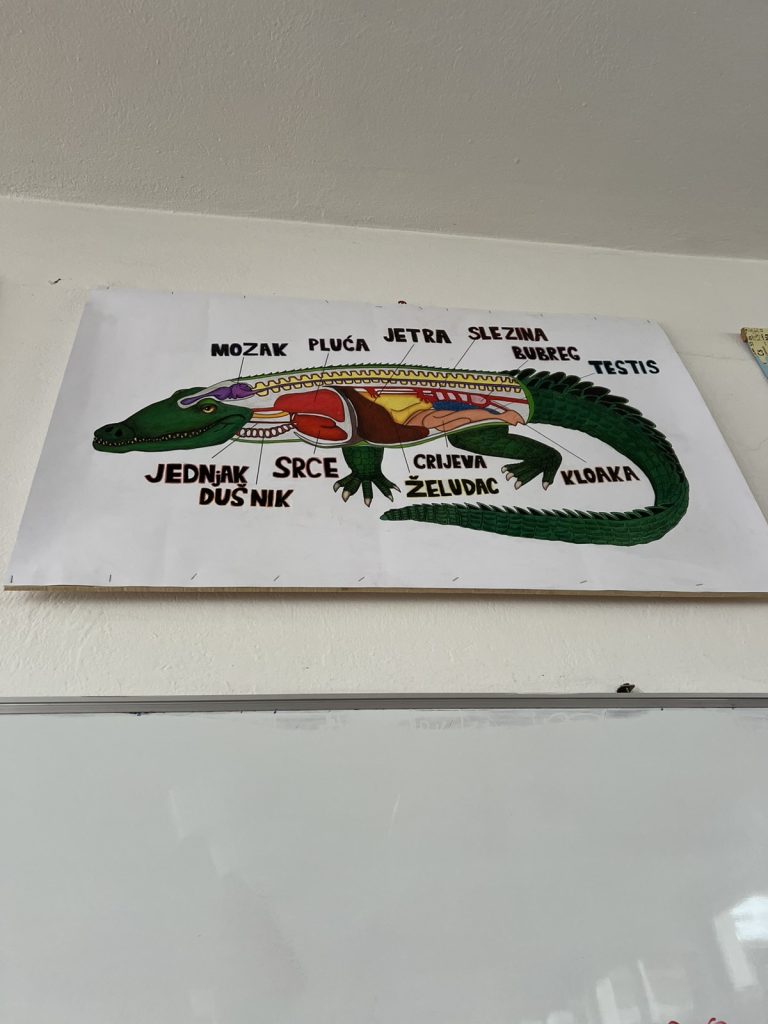 MOZAK
PLUĆA
JETRA
SLEZINA
BUBREG
TESTIS
JEDNjAK
DUŠNIK
SRCE
CRIJEVA
ŽELUDAC
KLOAKA